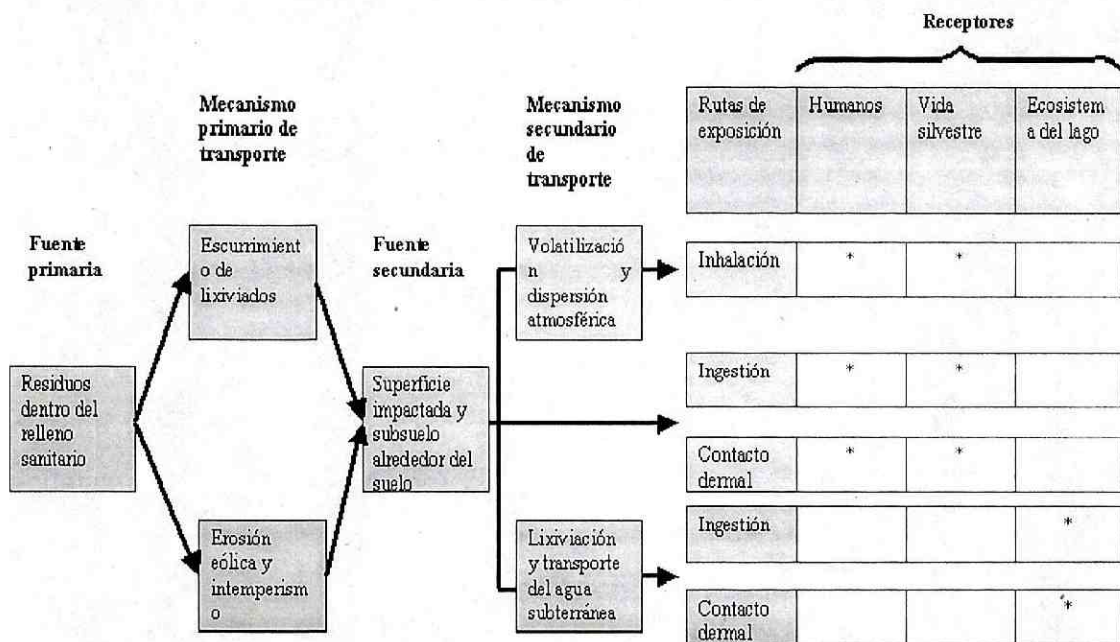 Receptores
Mecanismo
primario de
transporte
Mecanismo
secundario
de
transporte
Rutas de
exposición
Humanos
Vida
silvestre
Ecosistem
a del lago
Fuente
primaria
Escurrimient
o de
lixiviados
Fuente
secundaria
Volatilizació
n y
dispersión
atmosférica
Inhalación * *
Residuos
dentro del
relleno
sanitario
Superficie
impactada y
subsuelo
alrededor del
suelo
Ingestión * *
Contacto
dermal
* *
Erosión
eólica y
intemperism
o
Lixiviación
y transporte
del agua
subterránea
Ingestión *
Contacto
dermal
*